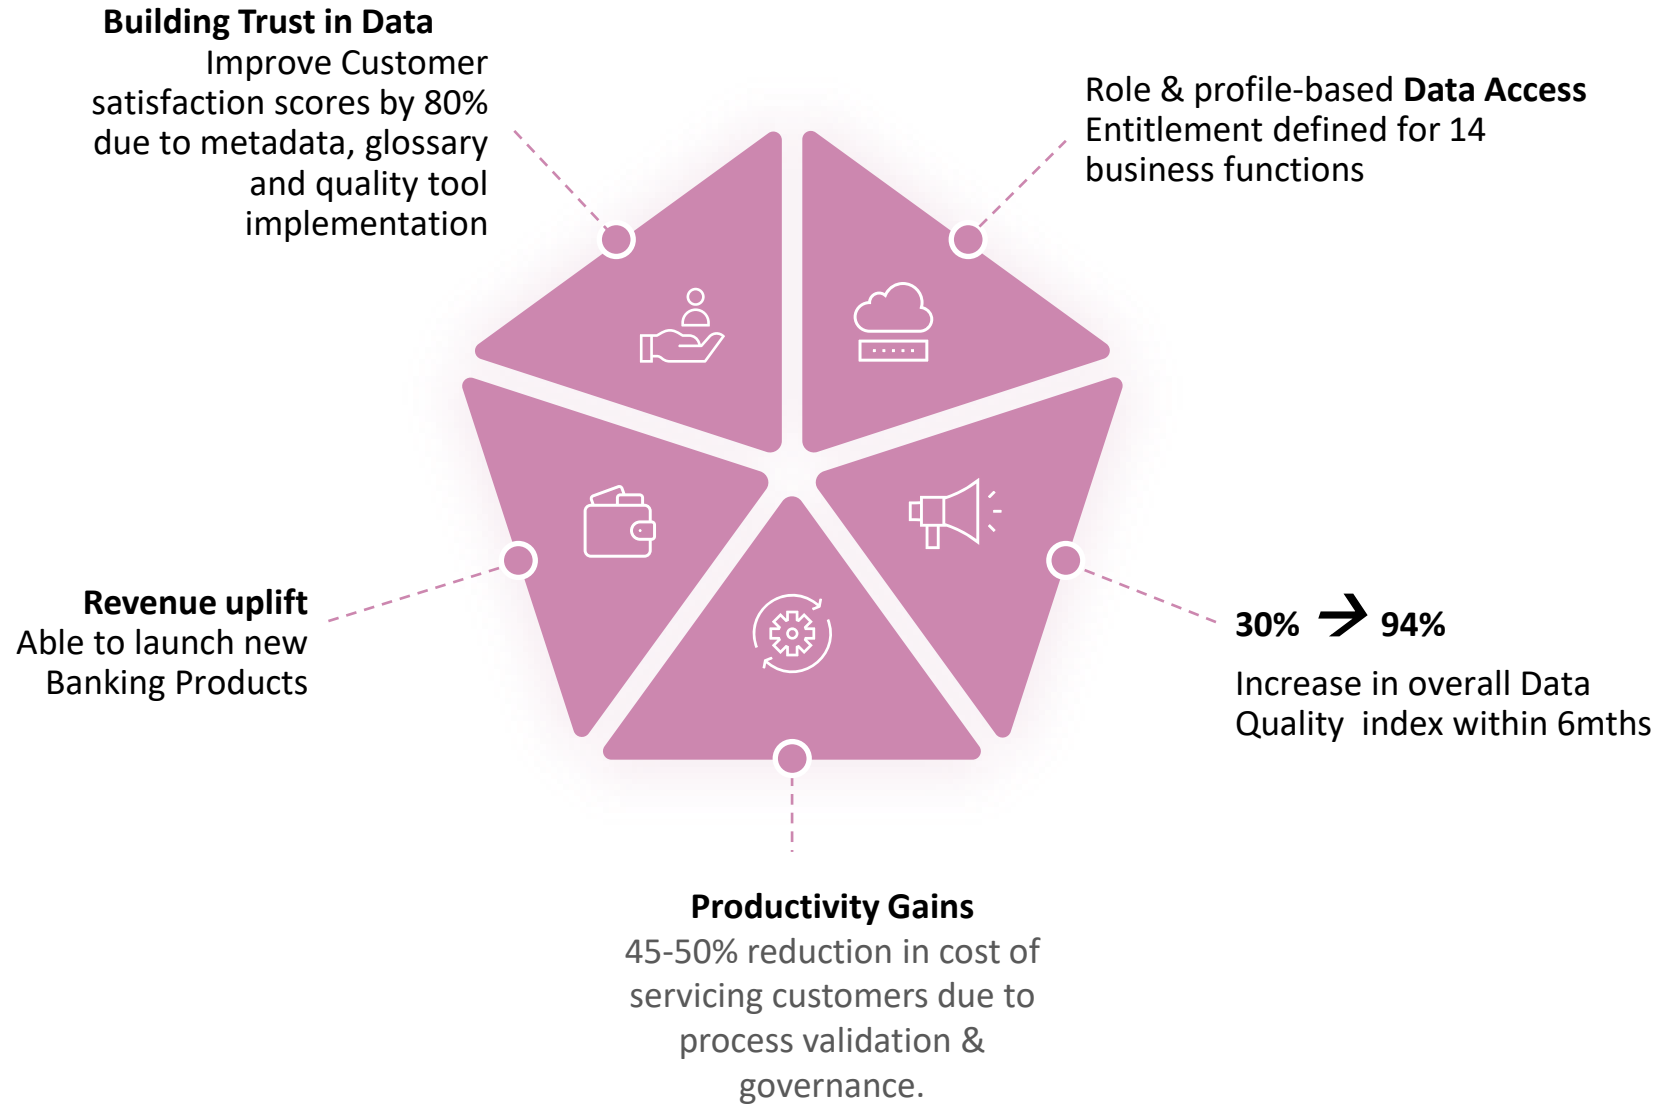 Building Trust in Data
Improve Customer
satisfaction scores by 80%
due to metadata, glossary
and quality tool
implementation
Role & profile-based Data Access
Entitlement defined for 14
business functions
Revenue uplift
Able to launch new
Banking Products
30% → 94%
Increase in overall Data
Quality  index within 6mths
Productivity Gains
45-50% reduction in cost of
servicing customers due to
process validation &
governance.